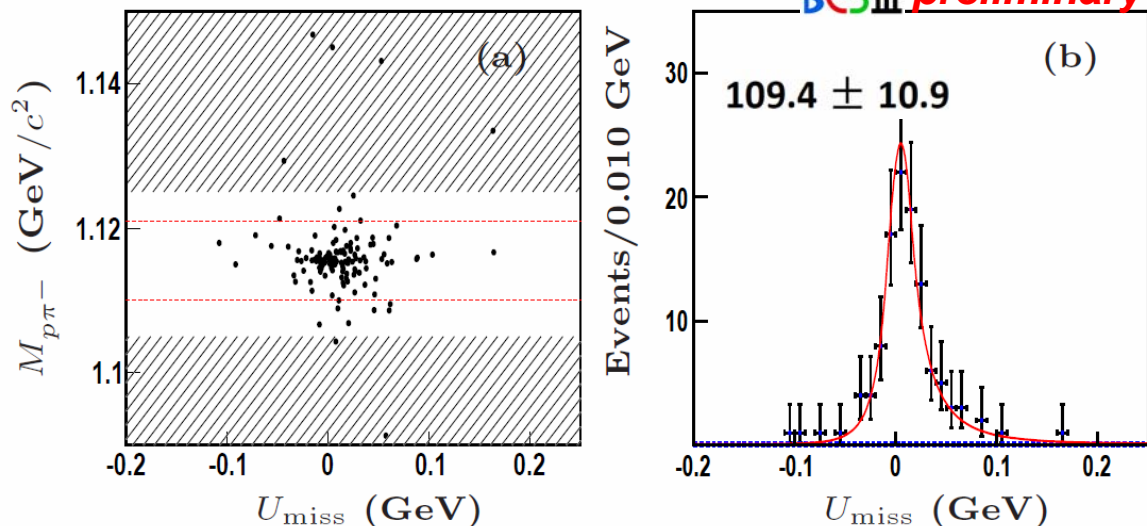 BESIII preliminary
(a)
M_{pπ⁻} (GeV/c²)
1.14
1.12
1.1
-0.2
-0.1
0
0.1
0.2
U_miss (GeV)
(b)
109.4 ± 10.9
Events/0.010 GeV
30
20
10
-0.2
-0.1
0
0.1
0.2
U_miss (GeV)